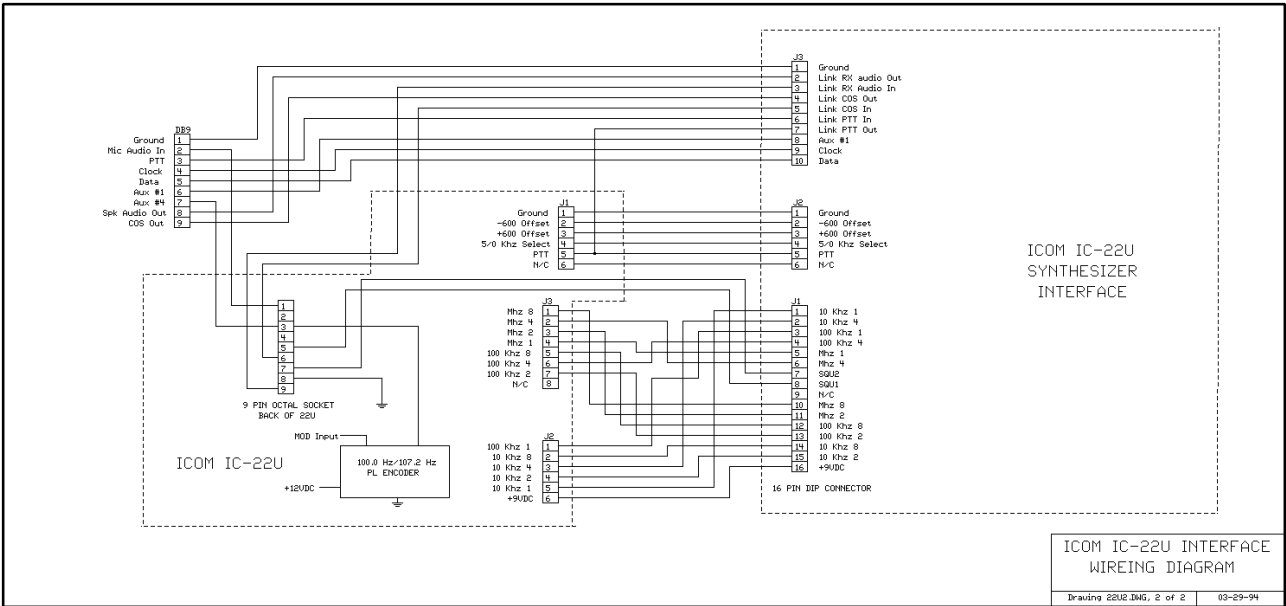 J3
1 Ground
2 Link RX audio Out
3 Link RX Audio In
4 Link COS Out
5 Link COS In
6 Link PTT In
7 Link PTT Out
8 Aux #1
9 Clock
10 Data
DB9
Ground 1
Mic Audio In 2
PTT 3
Clock 4
Data 5
Aux #1 6
Aux #4 7
Spk Audio Out 8
COS Out 9
J1
Ground 1
-600 Offset 2
+600 Offset 3
5/0 Khz Select 4
PTT 5
N/C 6
J2
1 Ground
2 -600 Offset
3 +600 Offset
4 5/0 Khz Select
5 PTT
6 N/C
ICOM IC-22U
SYNTHESIZER
INTERFACE
1
2
3
4
5
6
7
8
9
9 PIN OCTAL SOCKET
BACK OF 22U
J3
Mhz 8 1
Mhz 4 2
Mhz 2 3
Mhz 1 4
100 Khz 8 5
100 Khz 4 6
100 Khz 2 7
N/C 8
J1
1 10 Khz 1
2 10 Khz 4
3 100 Khz 1
4 100 Khz 4
5 Mhz 1
6 Mhz 4
7 SQU2
8 SQU1
9 N/C
10 Mhz 8
11 Mhz 2
12 100 Khz 8
13 100 Khz 2
14 10 Khz 8
15 10 Khz 2
16 +9VDC
16 PIN DIP CONNECTOR
ICOM IC-22U
MOD Input
100.0 Hz/107.2 Hz
PL ENCODER
+12VDC
J2
100 Khz 1 1
10 Khz 8 2
10 Khz 4 3
10 Khz 2 4
10 Khz 1 5
+9VDC 6
ICOM IC-22U INTERFACE
WIREING DIAGRAM
Drawing 22U2.DWG, 2 of 2 03-29-94